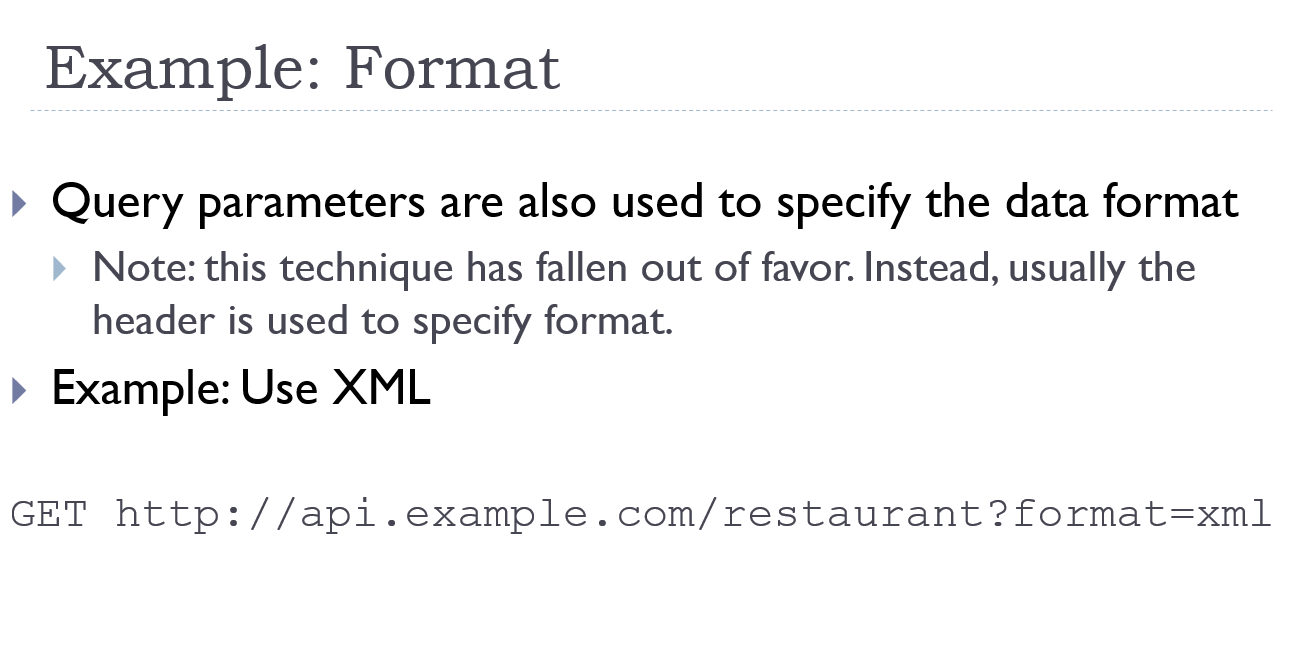 Example: Format
Query parameters are also used to specify the data format
Note: this technique has fallen out of favor. Instead, usually the
header is used to specify format.
Example: Use XML
GET http://api.example.com/restaurant?format=xml